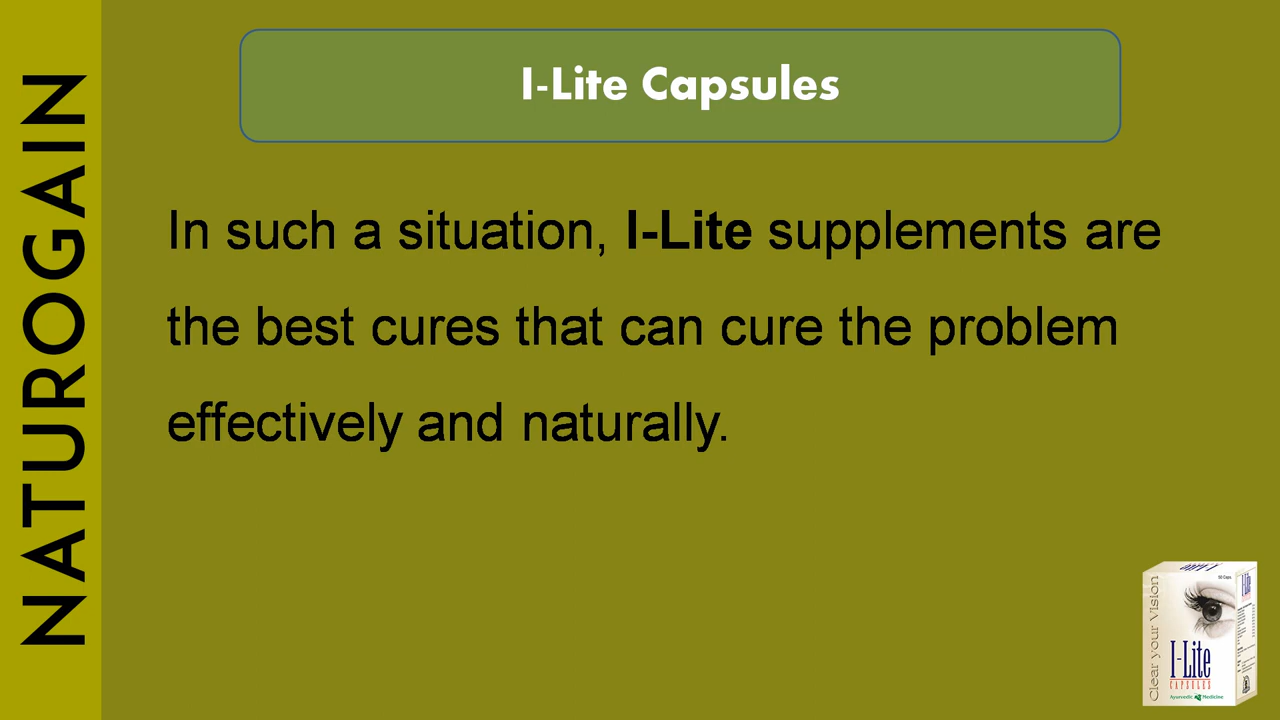 NATUROGAIN
I-Lite Capsules
In such a situation, I-Lite supplements are
the best cures that can cure the problem
effectively and naturally.
Clear your Vision
I-Lite
CAPSULES
Ayurvedic Medicine
I-Lite